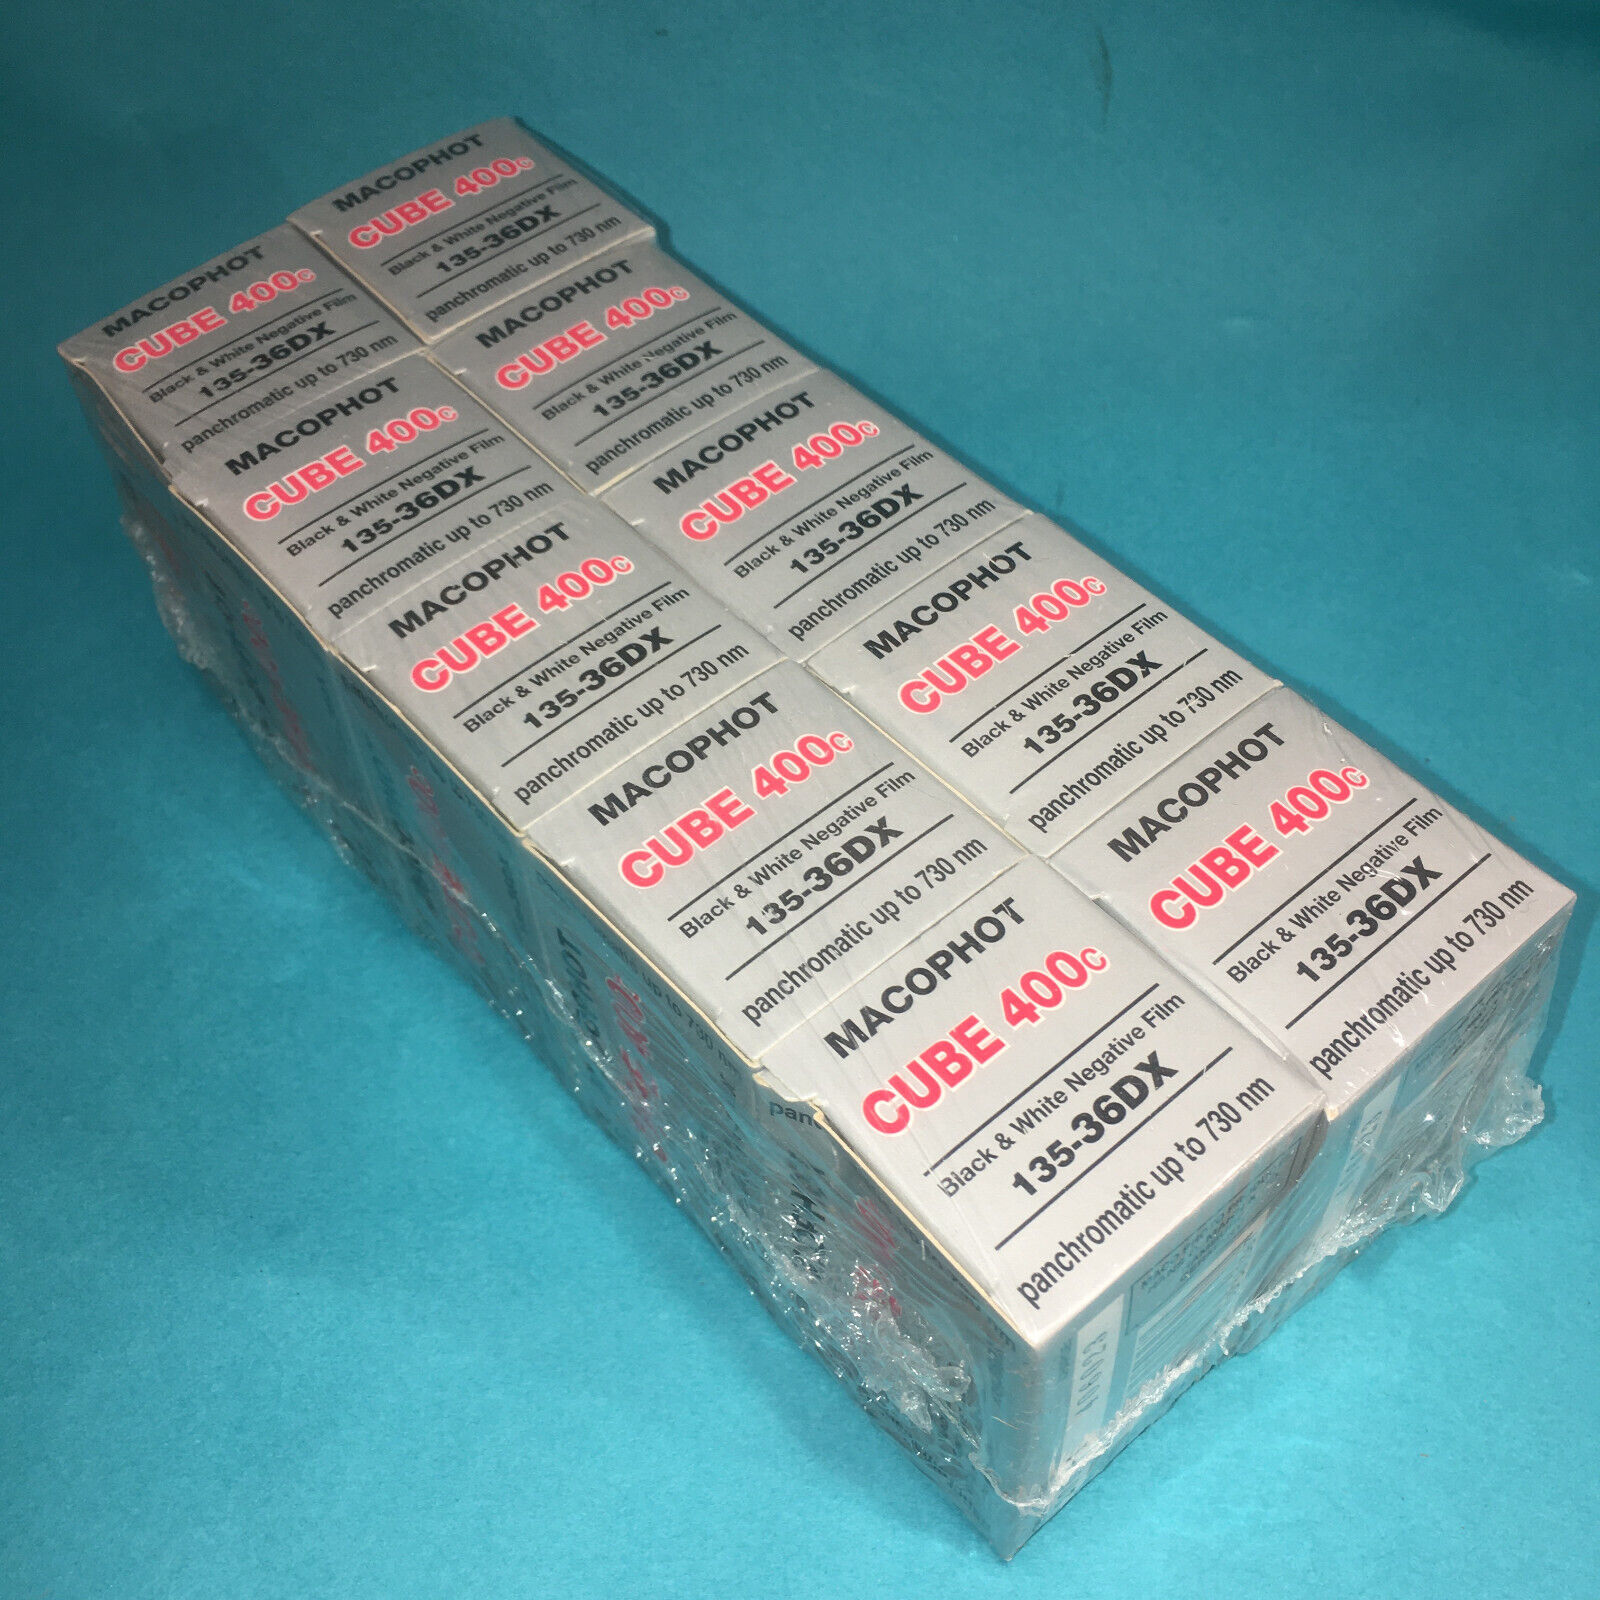 MACOPHOT
CUBE 400c
Black & White Negative Film
135-36DX
panchromatic up to 730 nm
MACOPHOT
CUBE 400c
Black & White Negative Film
135-36DX
panchromatic up to 730 nm
MACOPHOT
CUBE 400c
Black & White Negative Film
135-36DX
panchromatic up to 730 nm
MACOPHOT
CUBE 400c
Black & White Negative Film
135-36DX
panchromatic up to 730 nm
MACOPHOT
CUBE 400c
Black & White Negative Film
135-36DX
panchromatic up to 730 nm
MACOPHOT
CUBE 400c
Black & White Negative Film
135-36DX
panchromatic up to 730 nm
MACOPHOT
CUBE 400c
Black & White Negative Film
135-36DX
panchromatic up to 730 nm
MACOPHOT
CUBE 400c
Black & White Negative Film
135-36DX
panchromatic up to 730 nm
MACOPHOT
CUBE 400c
Black & White Negative Film
135-36DX
panchromatic up to 730 nm
MACOPHOT
CUBE 400c
Black & White Negative Film
135-36DX
panchromatic up to 730 nm